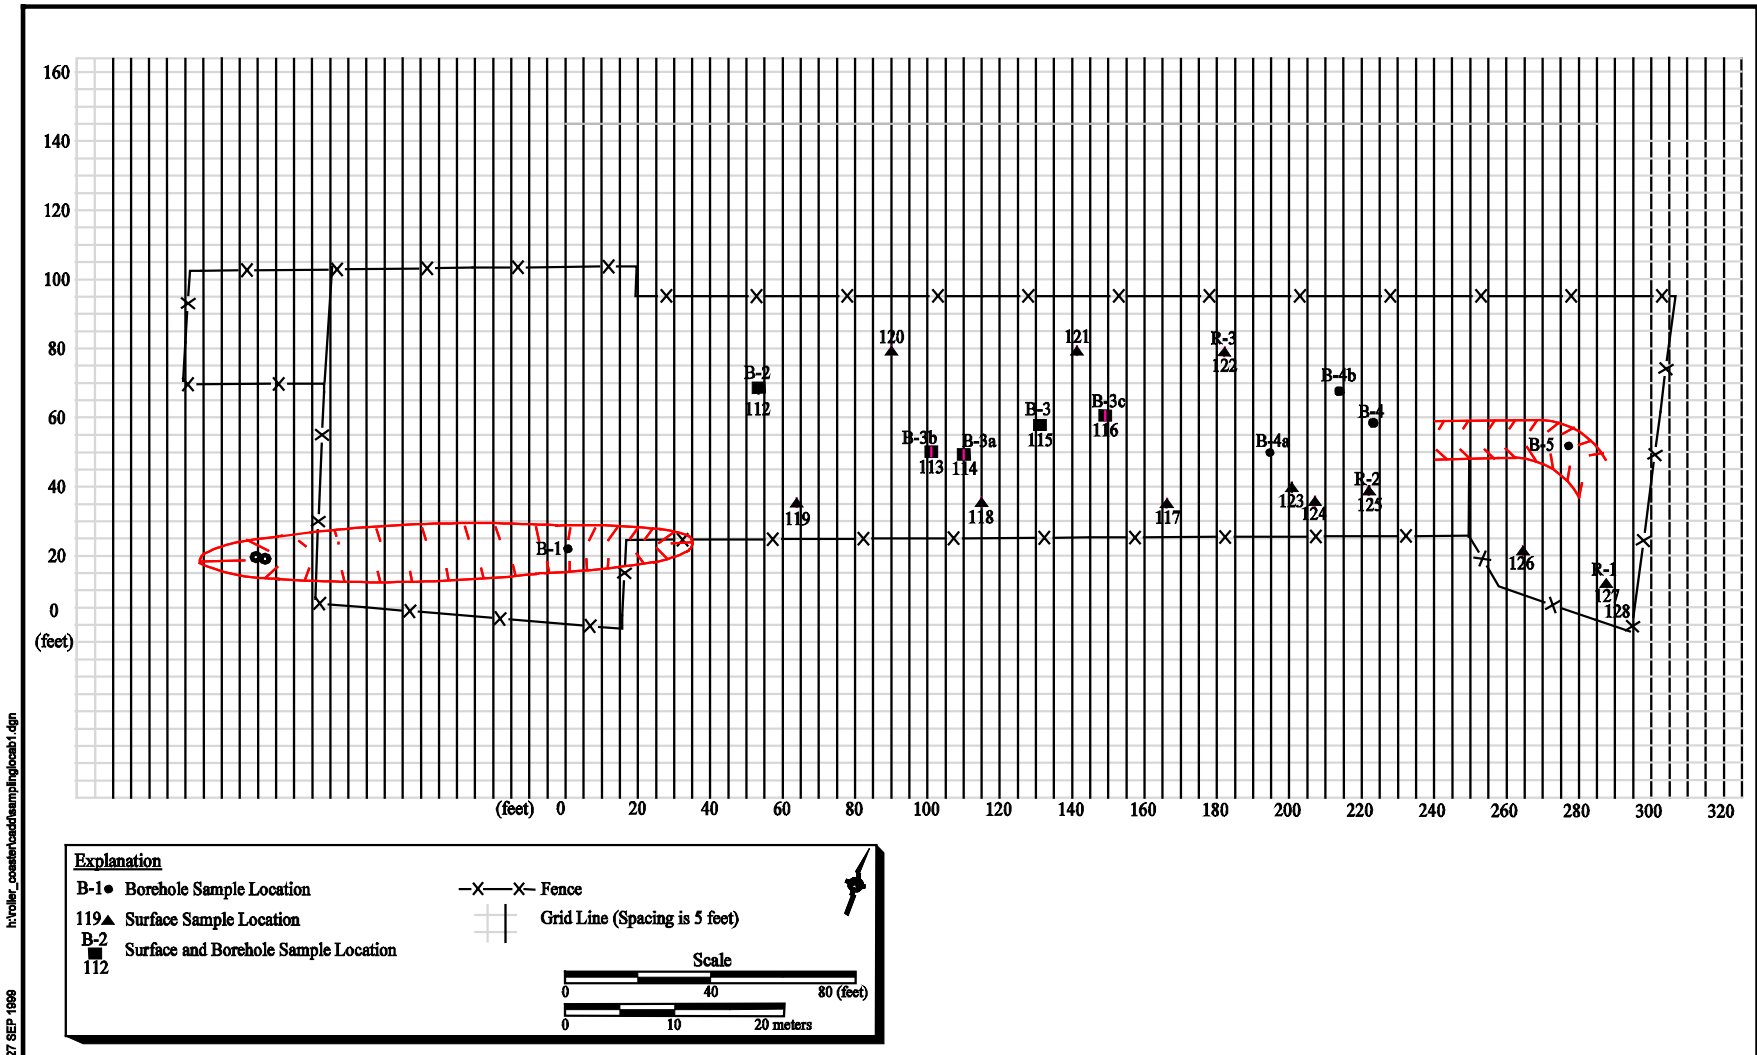 160
140
120
100
80
60
40
20
0
(feet)
120
121
R-3
122
B-2
112
B-4b
B-3
115
B-3c
116
B-4
B-3b
113
B-3a
114
B-4a
B-5
R-2
125
123
124
119
118
117
B-1
126
R-1
127
128
(feet) 0 20 40 60 80 100 120 140 160 180 200 220 240 260 280 300 320
Explanation
B-1 Borehole Sample Location
119 Surface Sample Location
B-2
112
Surface and Borehole Sample Location
X X Fence
Grid Line (Spacing is 5 feet)
Scale
0 40 80 (feet)
0 10 20 meters
h:\roller_coaster\cadd\samplinglocab1.dgn
27 SEP 1999